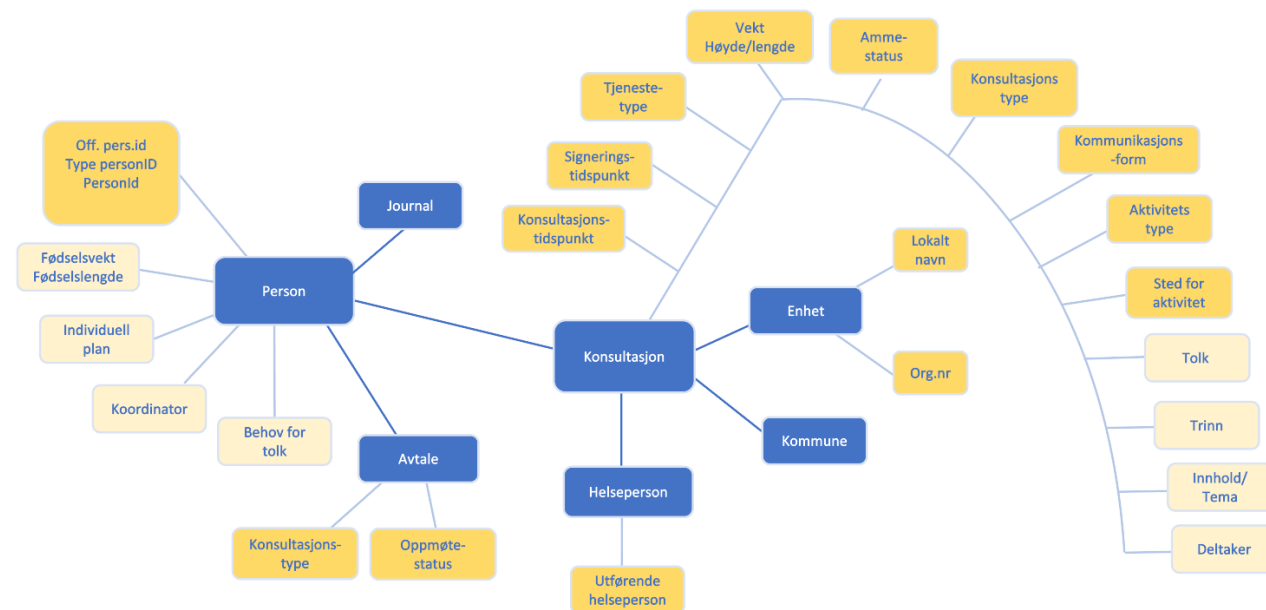 Vekt
Høyde/lengde
Amme-
status
Konsultasjons
type
Tjeneste-
type
Kommunikasjons
-form
Off. pers.id
Type personID
PersonId
Signerings-
tidspunkt
Journal
Aktivitets
type
Konsultasjons-
tidspunkt
Lokalt
navn
Fødselsvekt
Fødselslengde
Person
Sted for
aktivitet
Enhet
Individuell
plan
Konsultasjon
Tolk
Org.nr
Koordinator
Behov for
tolk
Kommune
Trinn
Avtale
Helseperson
Innhold/
Tema
Konsultasjons-
type
Oppmøte-
status
Deltaker
Utførende
helseperson